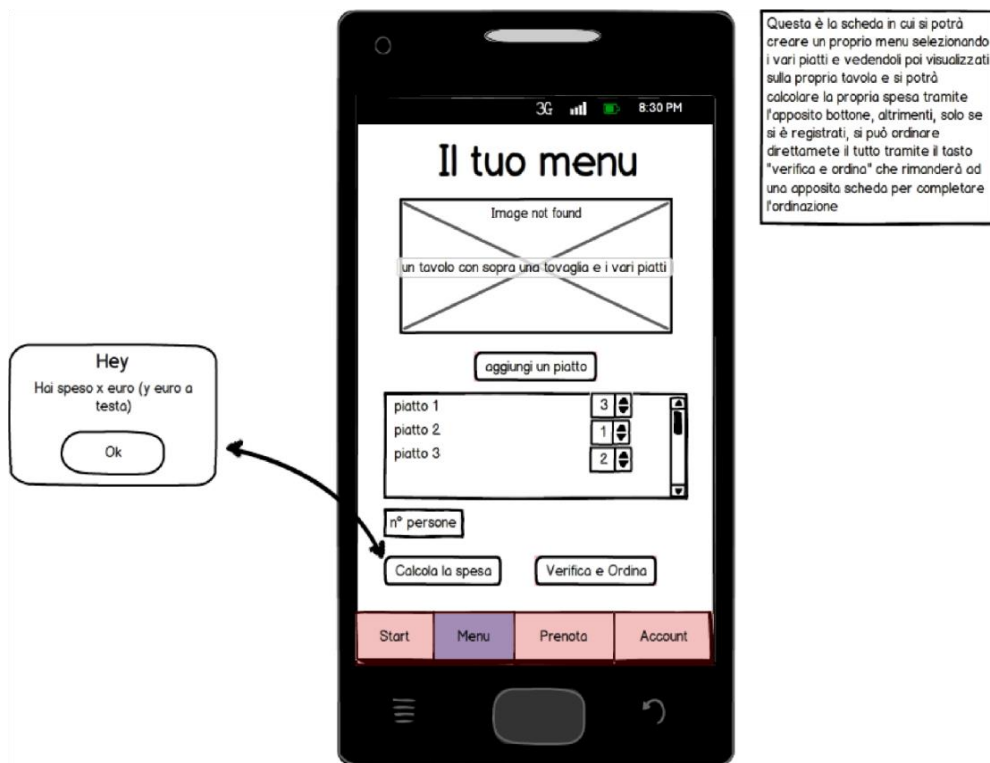 3G 8:30 PM
Il tuo menu
Image not found
un tavolo con sopra una tovaglia e i vari piatti
aggiungi un piatto
piatto 1 3
piatto 2 1
piatto 3 2
n° persone
Calcola la spesa Verifica e Ordina
Start Menu Prenota Account
Hey
Hai speso x euro (y euro a
testa)
Ok
Questa è la scheda in cui si potrà
creare un proprio menu selezionando
i vari piatti e vedendoli poi visualizzati
sulla propria tavola e si potrà
calcolare la propria spesa tramite
l'apposito bottone, altrimenti, solo se
si è registrati, si può ordinare
direttamete il tutto tramite il tasto
"verifica e ordina" che rimanderà ad
una apposita scheda per completare
l'ordinazione